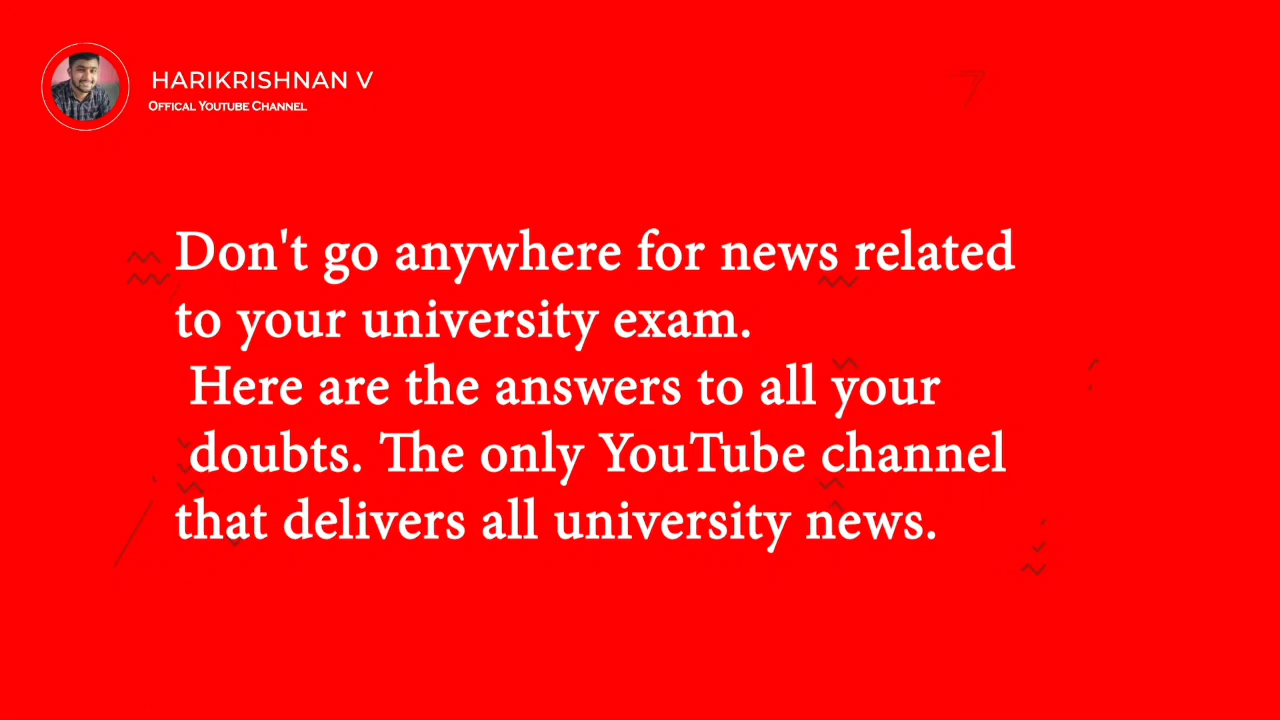 HARIKRISHNAN V
OFFICAL YOUTUBE CHANNEL
Don't go anywhere for news related
to your university exam.
Here are the answers to all your
doubts. The only YouTube channel
that delivers all university news.